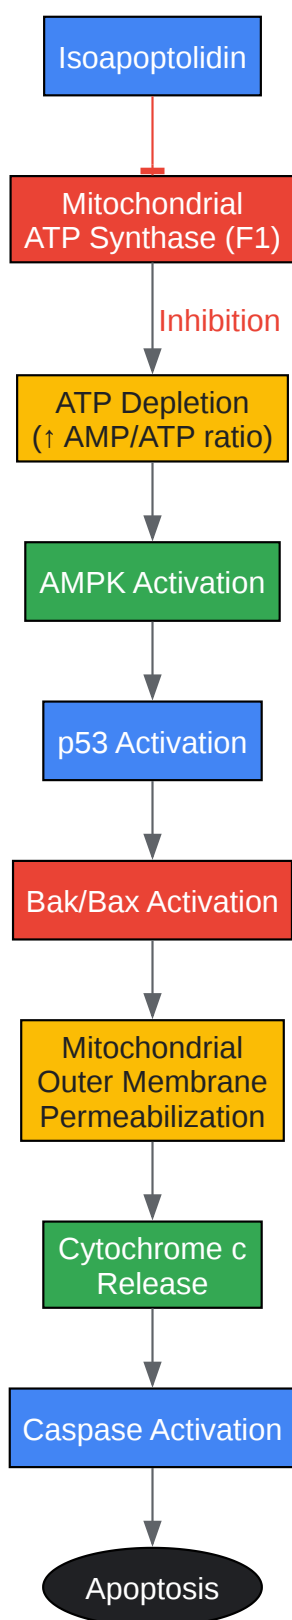 Isoapoptolidin
Mitochondrial
ATP Synthase (F1)
Inhibition
ATP Depletion
(↑ AMP/ATP ratio)
AMPK Activation
p53 Activation
Bak/Bax Activation
Mitochondrial
Outer Membrane
Permeabilization
Cytochrome c
Release
Caspase Activation
Apoptosis